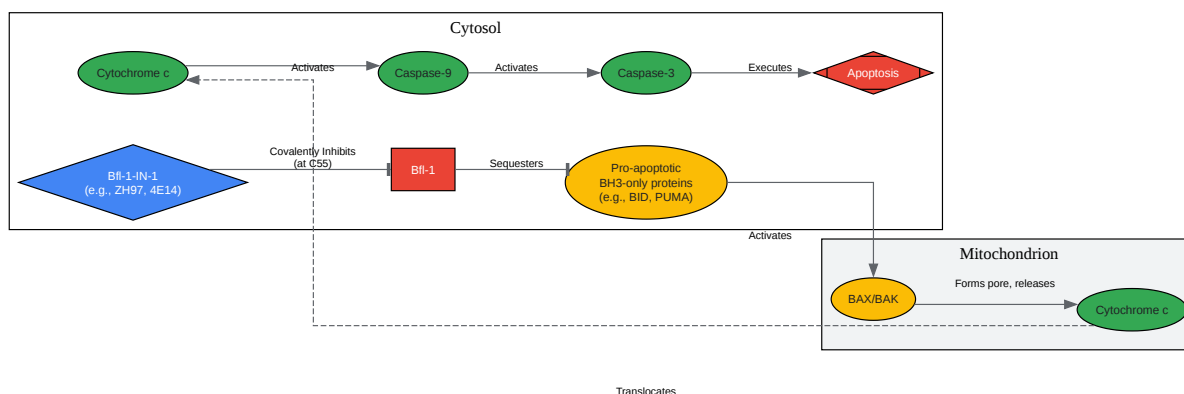 Cytosol
Cytochrome c
Activates
Caspase-9
Activates
Caspase-3
Executes
Apoptosis
Bfl-1-IN-1
(e.g., ZH97, 4E14)
Covalently Inhibits
(at C55)
Bfl-1
Sequesters
Pro-apoptotic
BH3-only proteins
(e.g., BID, PUMA)
Activates
Mitochondrion
BAX/BAK
Forms pore, releases
Cytochrome c
Translocates